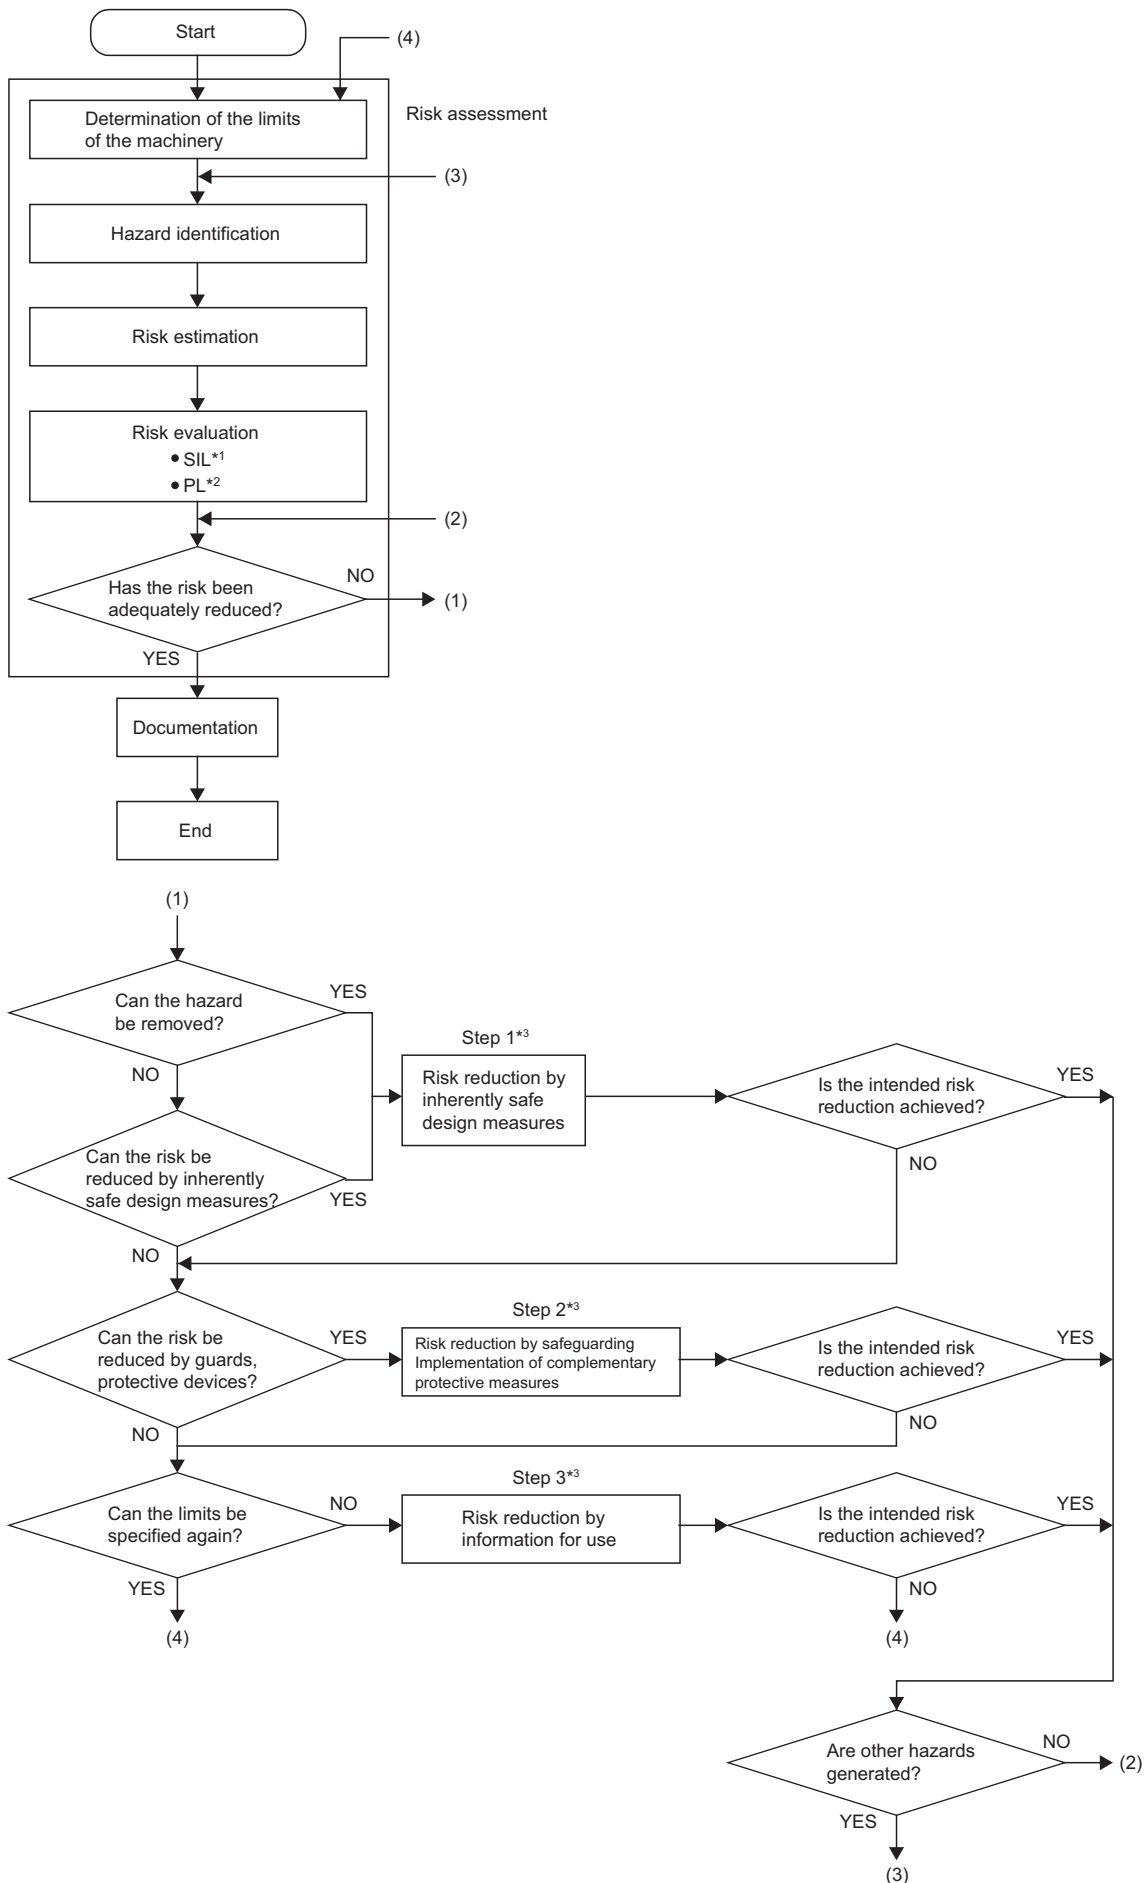 Start
(4)
Determination of the limits
of the machinery
Risk assessment
(3)
Hazard identification
Risk estimation
Risk evaluation
● SIL*1
● PL*2
(2)
Has the risk been
adequately reduced?
NO
(1)
YES
Documentation
End
(1)
Can the hazard
be removed?
YES
NO
Can the risk be
reduced by inherently
safe design measures?
YES
NO
Step 1*3
Risk reduction by
inherently safe
design measures
Is the intended risk
reduction achieved?
YES
NO
Can the risk be
reduced by guards,
protective devices?
YES
NO
Step 2*3
Risk reduction by safeguarding
Implementation of complementary
protective measures
Is the intended risk
reduction achieved?
YES
NO
Can the limits be
specified again?
NO
YES
(4)
Step 3*3
Risk reduction by
information for use
Is the intended risk
reduction achieved?
YES
NO
(4)
Are other hazards
generated?
NO
(2)
YES
(3)